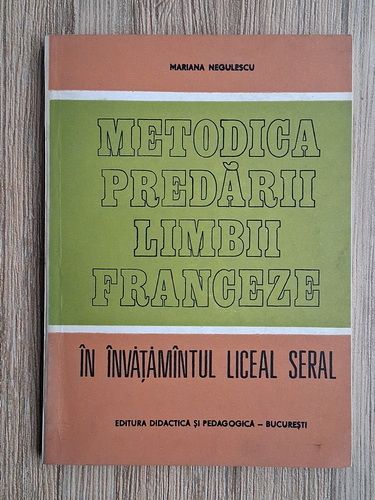 MARIANA NEGULESCU
METODICA
PREDĂRII
LIMBII
FRANCEZE
ÎN ÎNVĂȚĂMÎNTUL LICEAL SERAL
EDITURA DIDACTICĂ ȘI PEDAGOGICĂ – BUCUREȘTI